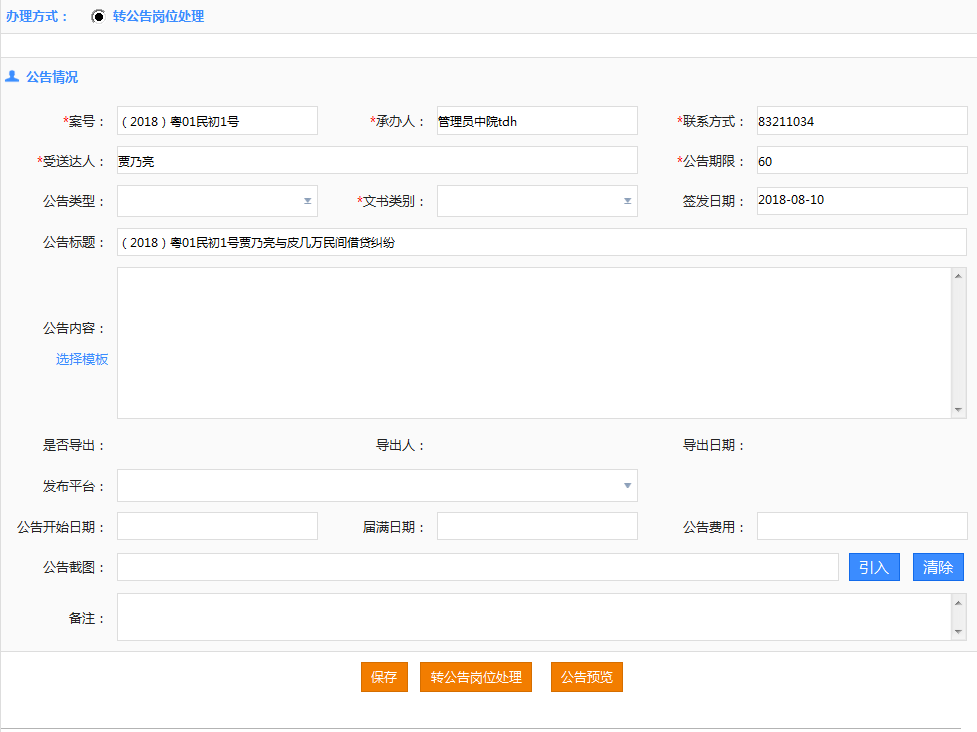 办理方式： 转公告岗位处理
公告情况
*案号： （2018）粤01民初1号 *承办人： 管理员中院tdh *联系方式： 83211034
*受送达人： 贾乃亮 *公告期限： 60
公告类型： *文书类别： 签发日期： 2018-08-10
公告标题： （2018）粤01民初1号贾乃亮与皮几万民间借贷纠纷
公告内容：
选择模板
是否导出： 导出人： 导出日期：
发布平台：
公告开始日期： 届满日期： 公告费用：
公告截图： 引入 清除
备注：
保存 转公告岗位处理 公告预览